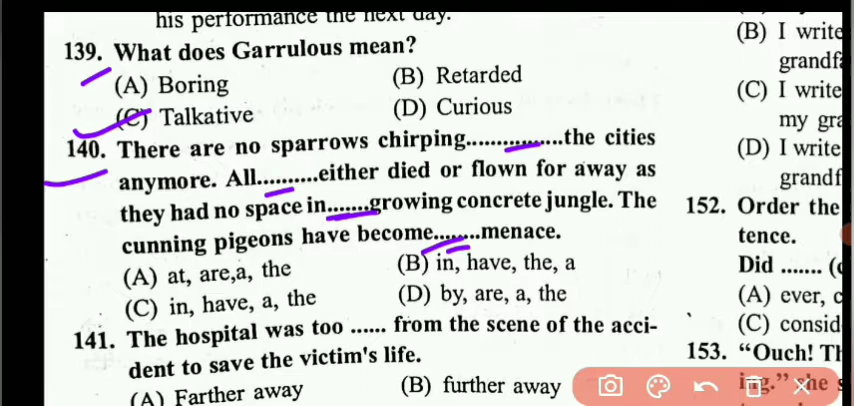 his performance the next day.
139. What does Garrulous mean?
(A) Boring (B) Retarded
(C) Talkative (D) Curious
140. There are no sparrows chirping..................the cities
anymore. All..........either died or flown for away as
they had no space in.......growing concrete jungle. The
cunning pigeons have become........menace.
(A) at, are,a, the (B) in, have, the, a
(C) in, have, a, the (D) by, are, a, the
141. The hospital was too ...... from the scene of the acci-
dent to save the victim's life.
(A) Farther away (B) further away
(B) I write
(C) I write
my
(D) I write
152. Order the
tence.
Did .......
(A) ever,
(C)
153. “Ouch!
ing.” she